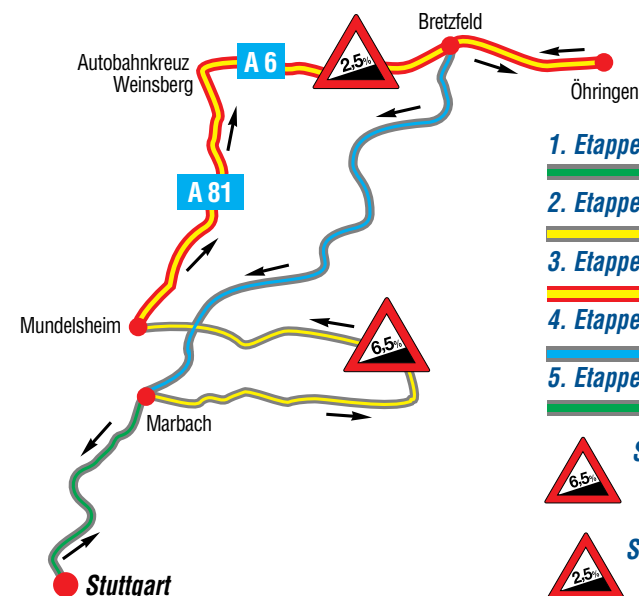 Bretzfeld
2,5%
A 6
Autobahnkreuz
Weinsberg
Öhringen
1. Etappe
A 81
2. Etappe
3. Etappe
Mundelsheim
4. Etappe
6,5%
5. Etappe
Marbach
S
6,5%
S
2,5%
Stuttgart